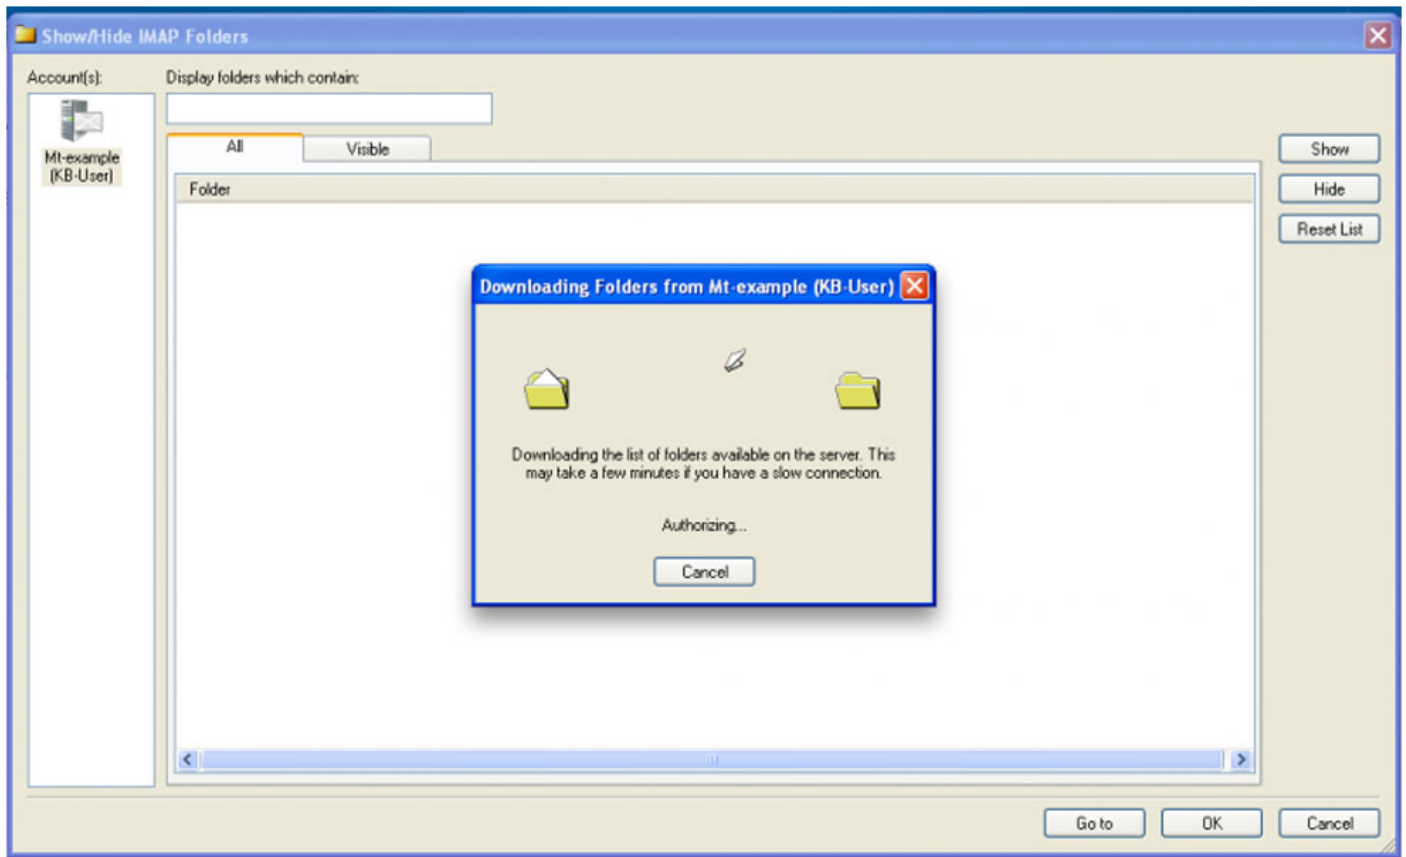 Show/Hide IMAP Folders
Account(s):
Display folders which contain:
Mt-example
(KB-User)
All
Visible
Show
Folder
Hide
Reset List
Downloading Folders from Mt-example (KB-User)
Downloading the list of folders available on the server. This
may take a few minutes if you have a slow connection.
Authorizing...
Cancel
Go to
OK
Cancel